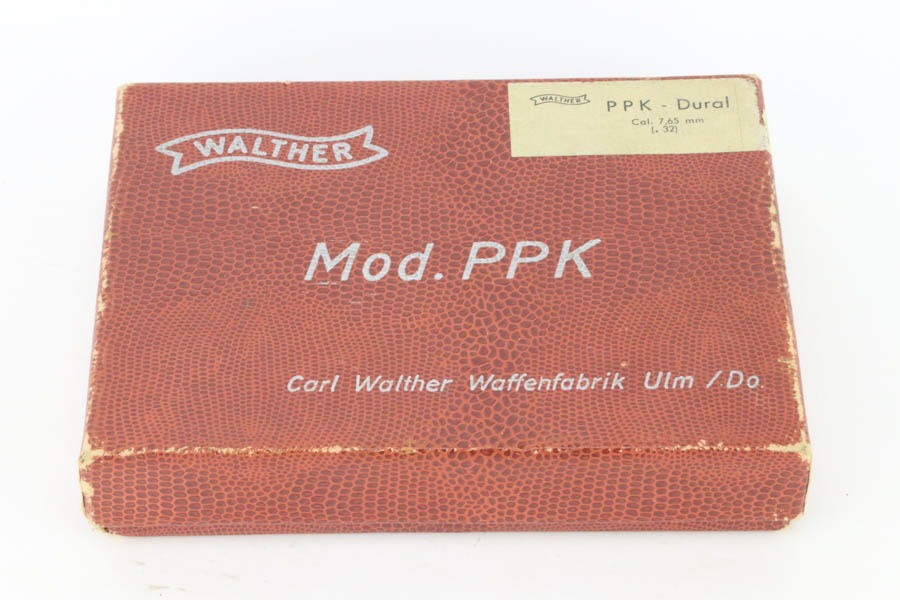 WALTHER
WALTHER
PPK - Dural
Cal. 7,65 mm
(. 32)
Mod. PPK
Carl Walther Waffenfabrik Ulm / Do.